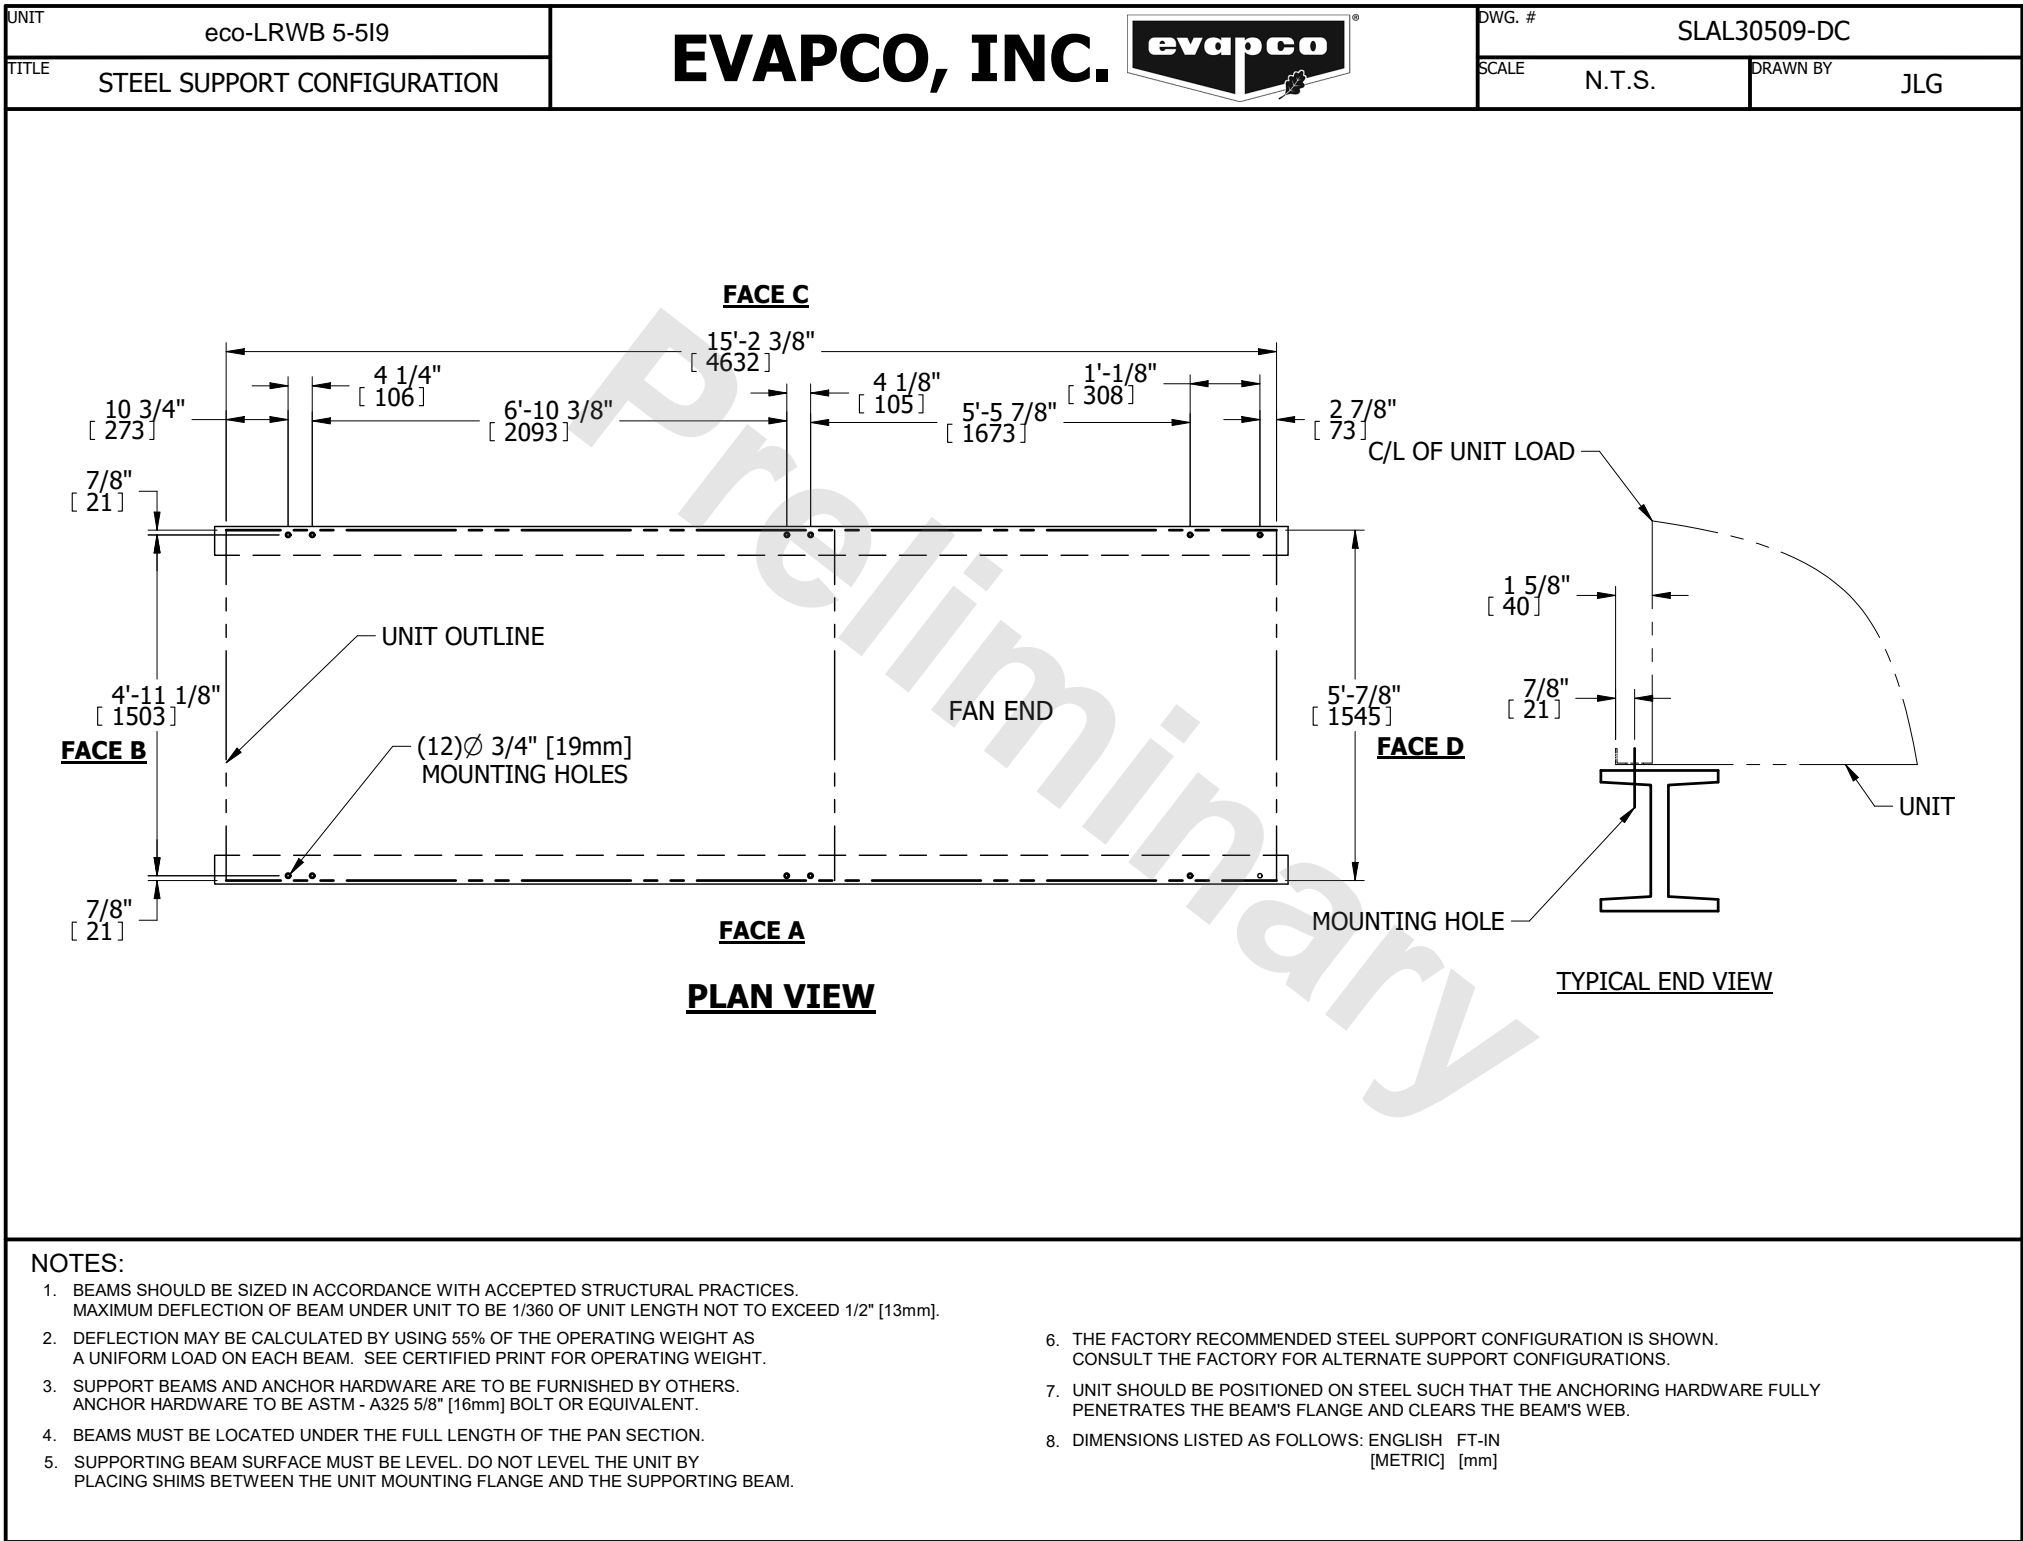 UNIT
eco-LRWB 5-5I9
TITLE
STEEL SUPPORT CONFIGURATION
EVAPCO, INC.
evapco
®
DWG. #
SLAL30509-DC
SCALE
N.T.S.
DRAWN BY
JLG
FACE C
15'-2 3/8"
[ 4632 ]
4 1/4"
[ 106 ]
4 1/8"
[ 105 ]
1'-1/8"
[ 308 ]
10 3/4"
[ 273 ]
6'-10 3/8"
[ 2093 ]
5'-5 7/8"
[ 1673 ]
2 7/8"
[ 73 ]
C/L OF UNIT LOAD
7/8"
[ 21 ]
1 5/8"
[ 40 ]
UNIT OUTLINE
4'-11 1/8"
[ 1503 ]
FAN END
5'-7/8"
[ 1545 ]
7/8"
[ 21 ]
FACE B
(12)Ø 3/4" [19mm]
MOUNTING HOLES
FACE D
UNIT
7/8"
[ 21 ]
FACE A
MOUNTING HOLE
PLAN VIEW
TYPICAL END VIEW
Preliminary
NOTES:
1. BEAMS SHOULD BE SIZED IN ACCORDANCE WITH ACCEPTED STRUCTURAL PRACTICES.
MAXIMUM DEFLECTION OF BEAM UNDER UNIT TO BE 1/360 OF UNIT LENGTH NOT TO EXCEED 1/2" [13mm].
2. DEFLECTION MAY BE CALCULATED BY USING 55% OF THE OPERATING WEIGHT AS
A UNIFORM LOAD ON EACH BEAM. SEE CERTIFIED PRINT FOR OPERATING WEIGHT.
3. SUPPORT BEAMS AND ANCHOR HARDWARE ARE TO BE FURNISHED BY OTHERS.
ANCHOR HARDWARE TO BE ASTM - A325 5/8" [16mm] BOLT OR EQUIVALENT.
4. BEAMS MUST BE LOCATED UNDER THE FULL LENGTH OF THE PAN SECTION.
5. SUPPORTING BEAM SURFACE MUST BE LEVEL. DO NOT LEVEL THE UNIT BY
PLACING SHIMS BETWEEN THE UNIT MOUNTING FLANGE AND THE SUPPORTING BEAM.
6. THE FACTORY RECOMMENDED STEEL SUPPORT CONFIGURATION IS SHOWN.
CONSULT THE FACTORY FOR ALTERNATE SUPPORT CONFIGURATIONS.
7. UNIT SHOULD BE POSITIONED ON STEEL SUCH THAT THE ANCHORING HARDWARE FULLY
PENETRATES THE BEAM'S FLANGE AND CLEARS THE BEAM'S WEB.
8. DIMENSIONS LISTED AS FOLLOWS: ENGLISH FT-IN
[METRIC] [mm]